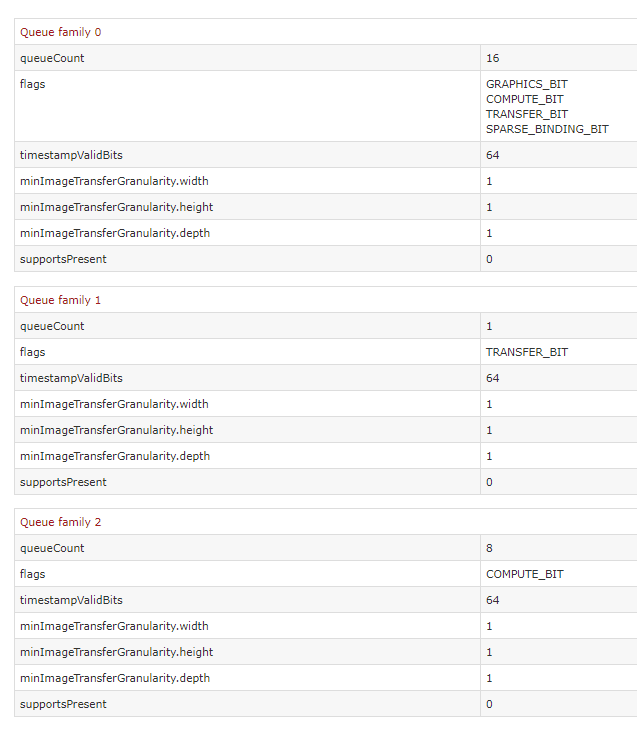 Queue family 0
queueCount 16
flags GRAPHICS_BIT
COMPUTE_BIT
TRANSFER_BIT
SPARSE_BINDING_BIT
timestampValidBits 64
minImageTransferGranularity.width 1
minImageTransferGranularity.height 1
minImageTransferGranularity.depth 1
supportsPresent 0
Queue family 1
queueCount 1
flags TRANSFER_BIT
timestampValidBits 64
minImageTransferGranularity.width 1
minImageTransferGranularity.height 1
minImageTransferGranularity.depth 1
supportsPresent 0
Queue family 2
queueCount 8
flags COMPUTE_BIT
timestampValidBits 64
minImageTransferGranularity.width 1
minImageTransferGranularity.height 1
minImageTransferGranularity.depth 1
supportsPresent 0